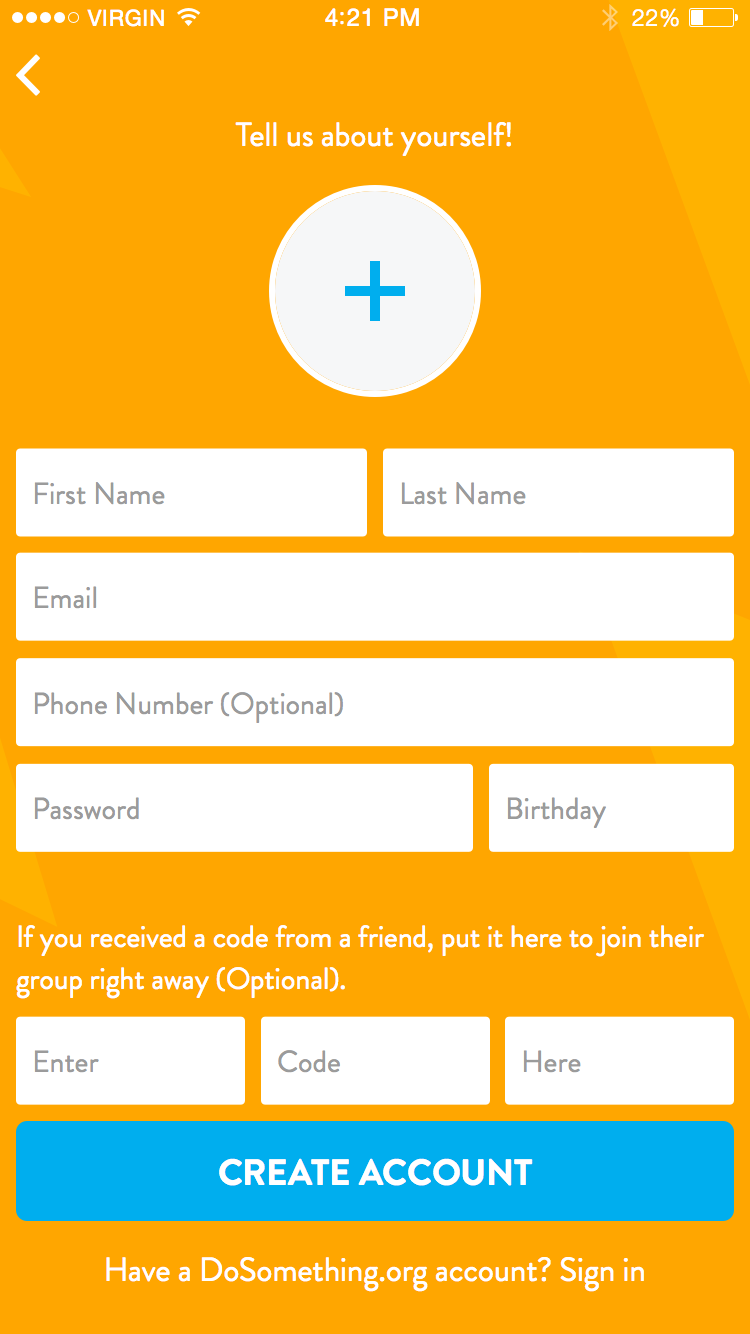 VIRGIN 4:21 PM 22%
Tell us about yourself!
First Name Last Name
Email
Phone Number (Optional)
Password Birthday
If you received a code from a friend, put it here to join their
group right away (Optional).
Enter Code Here
CREATE ACCOUNT
Have a DoSomething.org account? Sign in